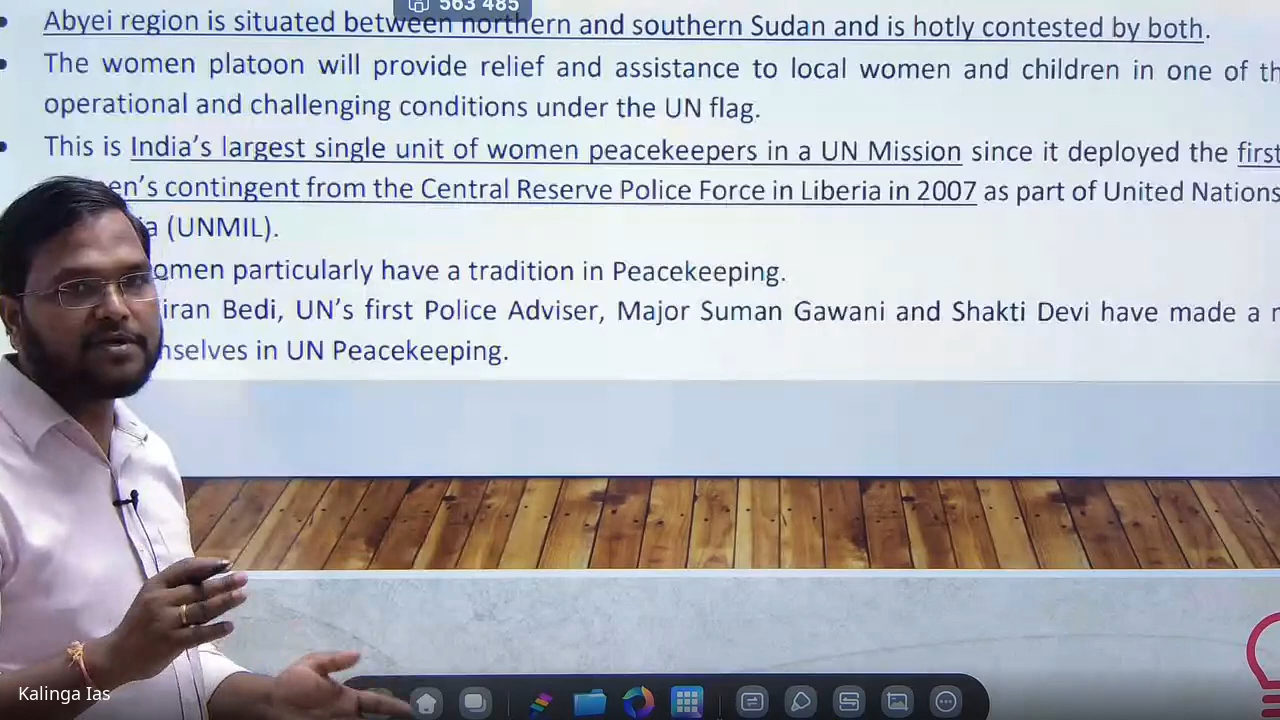 563 485
• Abyei region is situated between northern and southern Sudan and is hotly contested by both.
• The women platoon will provide relief and assistance to local women and children in one of th
operational and challenging conditions under the UN flag.
• This is India’s largest single unit of women peacekeepers in a UN Mission since it deployed the first
en’s contingent from the Central Reserve Police Force in Liberia in 2007 as part of United Nations
a (UNMIL).
omen particularly have a tradition in Peacekeeping.
iran Bedi, UN’s first Police Adviser, Major Suman Gawani and Shakti Devi have made a
nselves in UN Peacekeeping.
Kalinga Ias